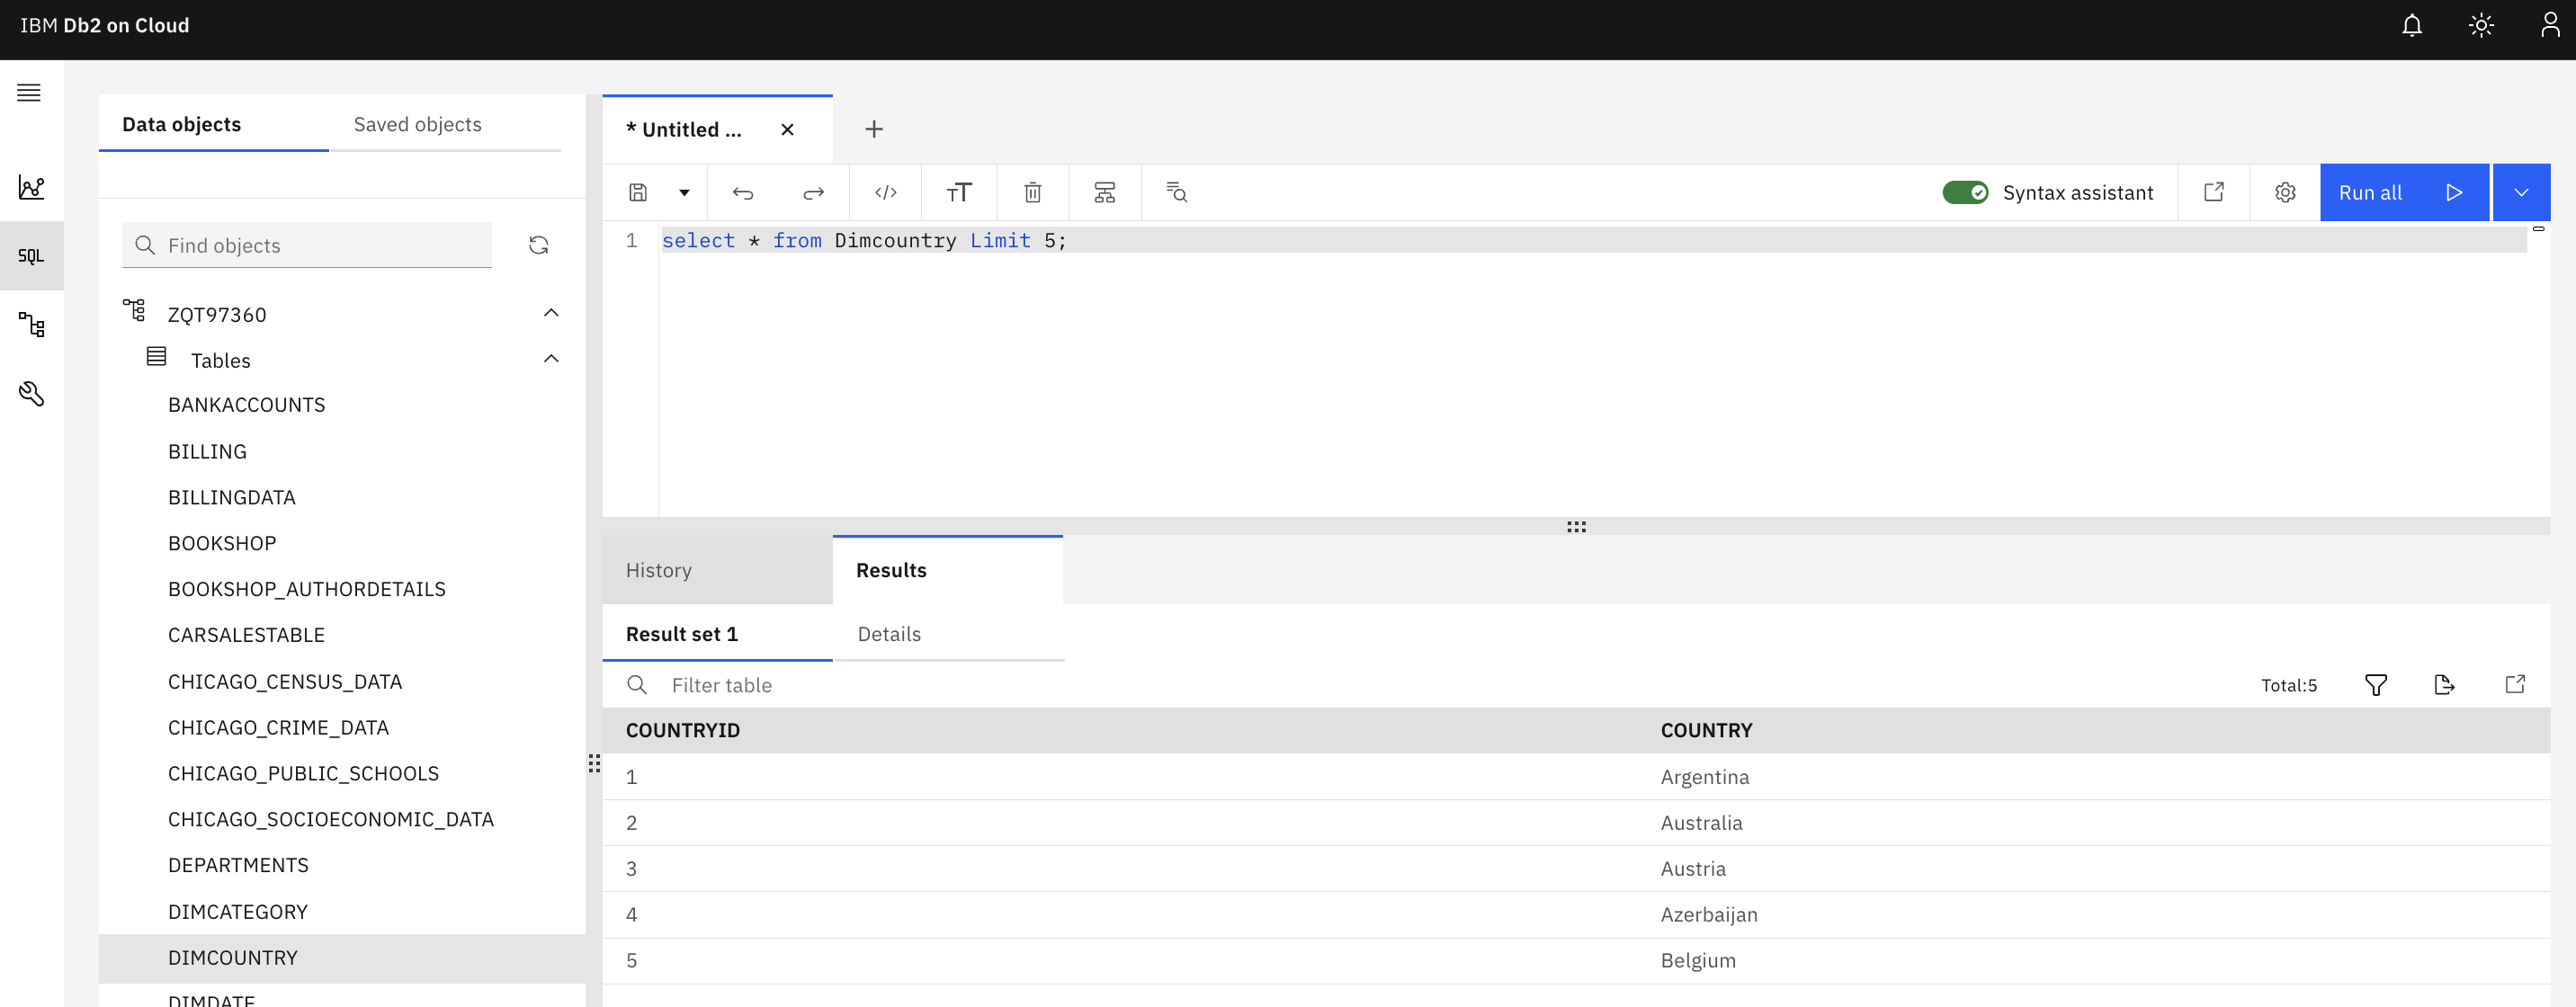 IBM Db2 on Cloud
Data objects
Saved objects
Find objects
SQL
ZQT97360
Tables
BANKACCOUNTS
BILLING
BILLINGDATA
BOOKSHOP
BOOKSHOP_AUTHORDETAILS
CARSALESTABLE
CHICAGO_CENSUS_DATA
CHICAGO_CRIME_DATA
CHICAGO_PUBLIC_SCHOOLS
CHICAGO_SOCIOECONOMIC_DATA
DEPARTMENTS
DIMCATEGORY
DIMCOUNTRY
DIMDATE
* Untitled ...
Syntax assistant
Run all
1 select * from Dimcountry Limit 5;
History
Results
Result set 1
Details
Filter table
Total:5
COUNTRYID COUNTRY
1 Argentina
2 Australia
3 Austria
4 Azerbaijan
5 Belgium